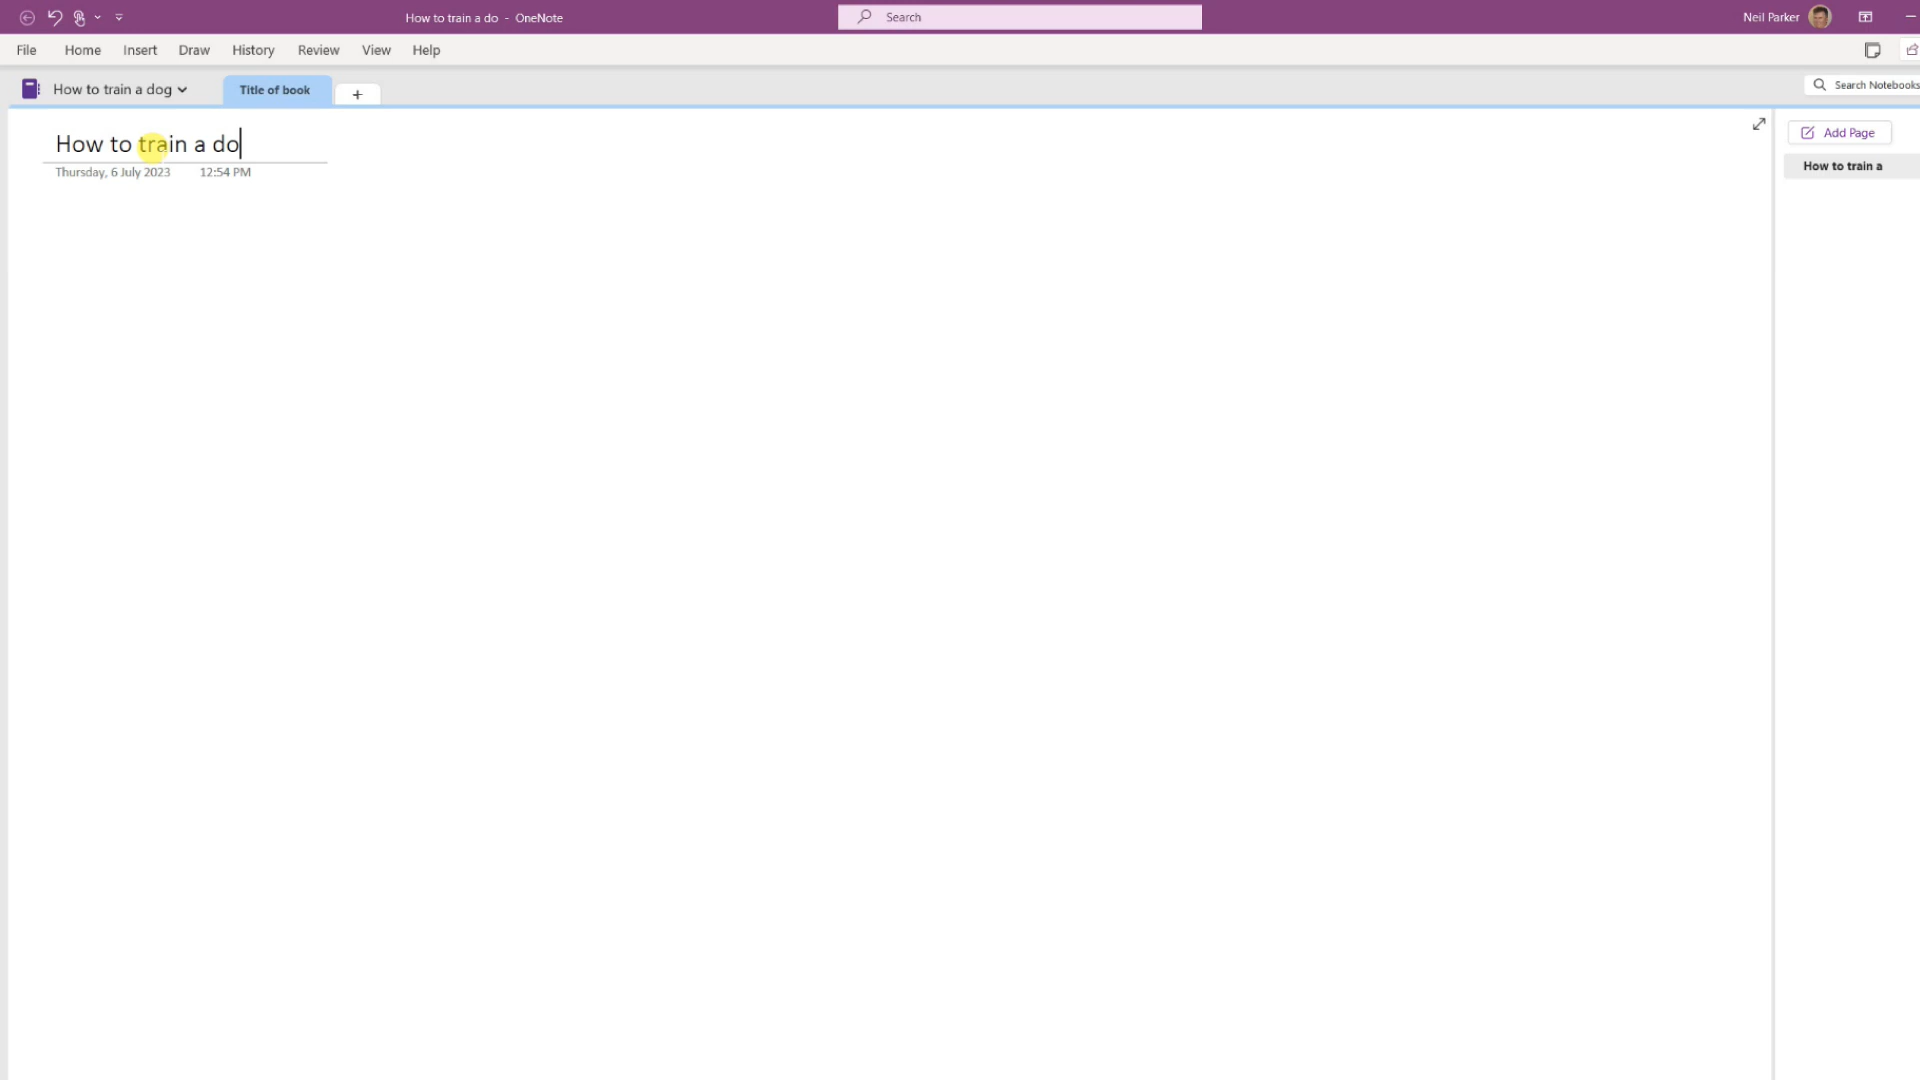 How to train a do - OneNote
Search
Neil Parker
File Home Insert Draw History Review View Help
How to train a dog
Title of book
+
Search Notebooks
How to train a do
Add Page
Thursday, 6 July 2023 12:54 PM
How to train a